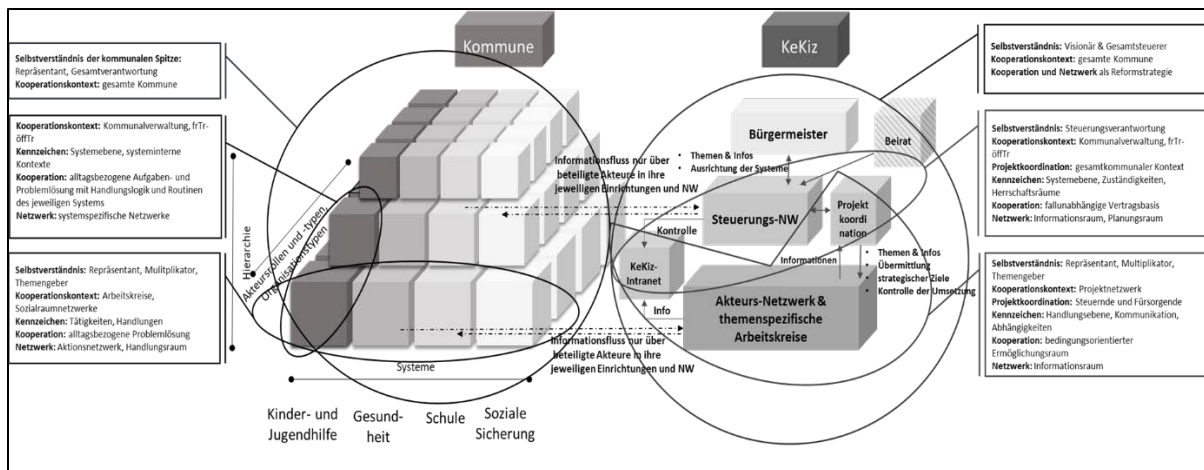 Kommune
KeKiz
Selbstverständnis der kommunalen Spitze:
Repräsentant, Gesamtverantwortung
Kooperationskontext: gesamte Kommune
Kooperationskontext: Kommunalverwaltung, frTr-
öffTr
Kennzeichen: Systemebene, systeminterne
Kontexte
Kooperation: alltagsbezogene Aufgaben- und
Problemlösung mit Handlungslogik und Routinen
des jeweiligen Systems
Netzwerk: systemspezifische Netzwerke
Selbstverständnis: Repräsentant, Mulitplikator,
Themengeber
Kooperationskontext: Arbeitskreise,
Sozialraumnetzwerke
Kennzeichen: Tätigkeiten, Handlungen
Kooperation: alltagsbezogene Problemlösung
Netzwerk: Aktionsnetzwerk, Handlungsraum
Hierarchie
Akteursrollen und -typen,
Organisationstypen
Systeme
Kinder- und
Jugendhilfe
Gesund-
heit
Schule
Soziale
Sicherung
Informationsfluss nur über
beteiligte Akteure in ihre
jeweiligen Einrichtungen und NW
Informationsfluss nur über
beteiligte Akteure in ihre
jeweiligen Einrichtungen und NW
Bürgermeister
Beirat
• Themen & Infos
• Ausrichtung der Systeme
Steuerungs-NW
Projekt
koordi
nation
Kontrolle
KeKiz-
Intranet
Informationen
• Themen & Infos
• Übermittlung
strategischer Ziele
• Kontrolle der Umsetzung
Info
Akteurs-Netzwerk &
themenspezifische
Arbeitskreise
Selbstverständnis: Visionär & Gesamtsteuerer
Kooperationskontext: gesamte Kommune
Kooperation und Netzwerk als Reformstrategie
Selbstverständnis: Steuerungsverantwortung
Kooperationskontext: Kommunalverwaltung, frTr-
öffTr
Projektkoordination: gesamtkommunaler Kontext
Kennzeichen: Systemebene, Zuständigkeiten,
Herrschaftsräume
Kooperation: fallunabhängige Vertragsbasis
Netzwerk: Informationsraum, Planungsraum
Selbstverständnis: Repräsentant, Multiplikator,
Themengeber
Kooperationskontext: Projektnetzwerk
Projektkoordination: Steuernde und Fürsorgende
Kennzeichen: Handlungsebene, Kommunikation,
Abhängigkeiten
Kooperation: bedingungsorientierter
Ermöglichungsraum
Netzwerk: Informationsraum